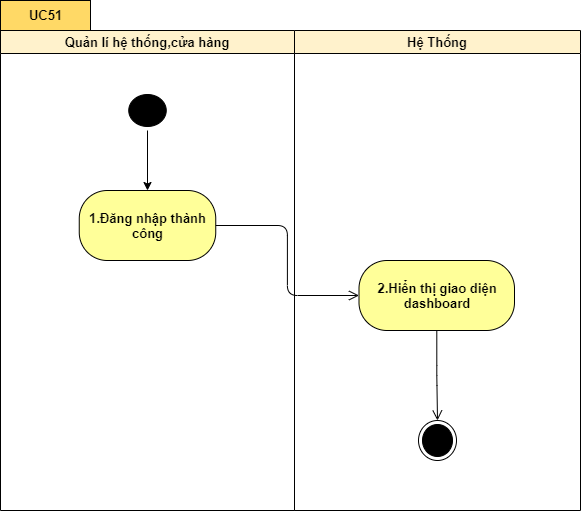 UC51
Quản lí hệ thống,cửa hàng
Hệ Thống
1.Đăng nhập thành
công
2.Hiển thị giao diện
dashboard